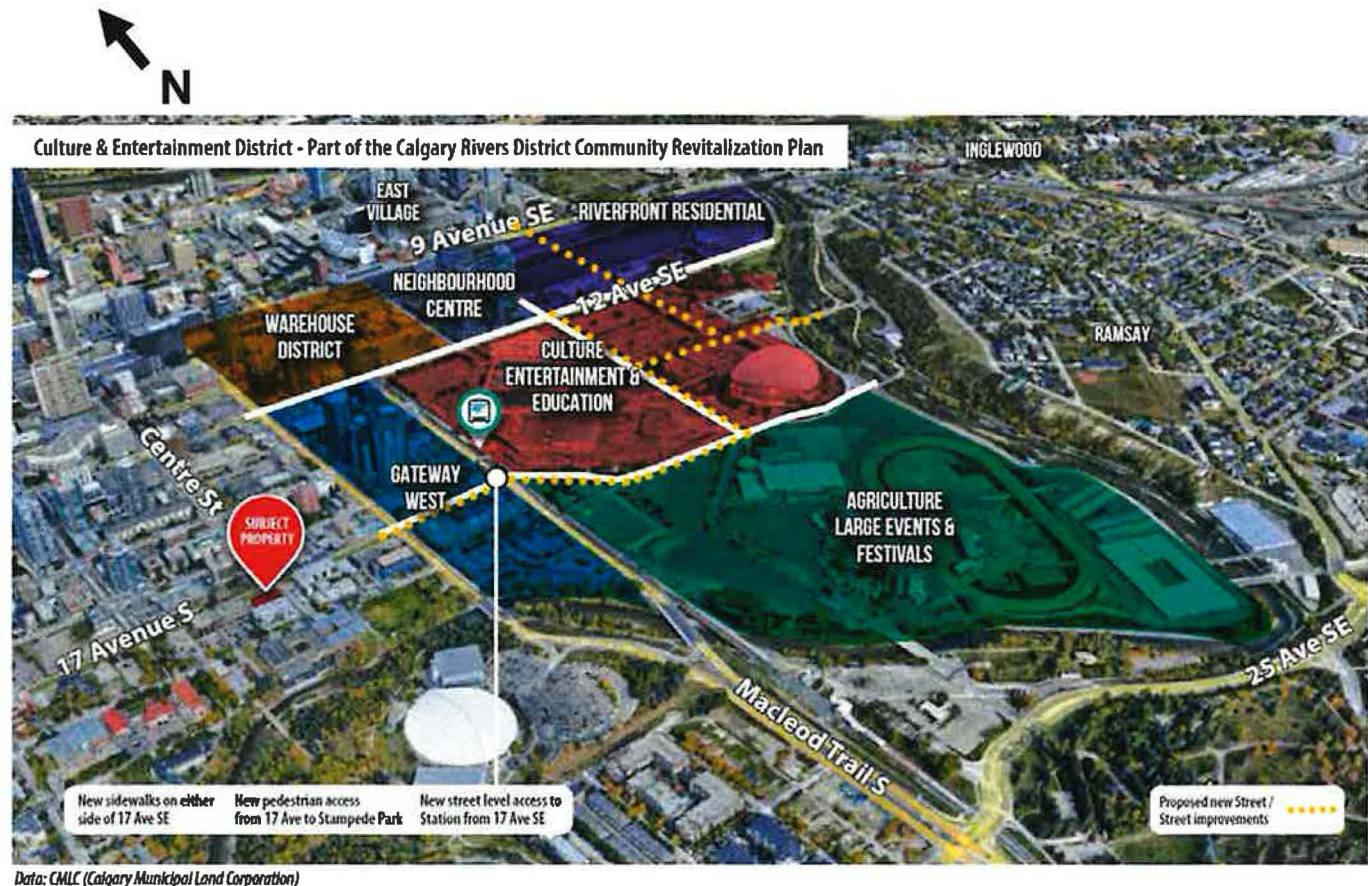 N
Culture & Entertainment District - Part of the Calgary Rivers District Community Revitalization Plan
INGLEWOOD
EAST
VILLAGE
9 Avenue SE
RIVERFRONT RESIDENTIAL
NEIGHBOURHOOD
CENTRE
12 Ave SE
WAREHOUSE
DISTRICT
RAMSAY
CULTURE
ENTERTAINMENT &
EDUCATION
Centre St
GATEWAY
WEST
AGRICULTURE
LARGE EVENTS &
FESTIVALS
SUBJECT
PROPERTY
17 Avenue S
25 Ave SE
Macleod Trail S
New sidewalks on either
side of 17 Ave SE
New pedestrian access
from 17 Ave to Stampede Park
New street level access to
Station from 17 Ave SE
Proposed new Street /
Street improvements
Data: CMLC (Calgary Municipal Land Corporation)